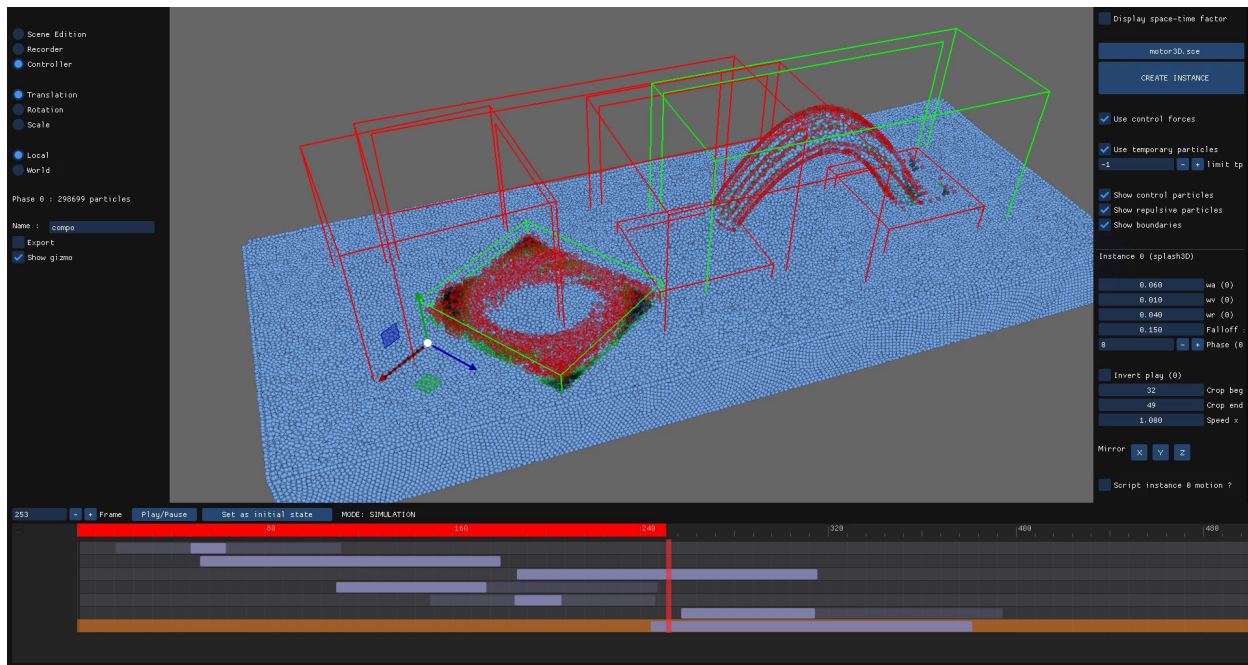 Scene Edition
Recorder
Controller
Translation
Rotation
Scale
Local
World
Phase 0 : 298699 particles
Name : compo
Export
Show gizmo
Display space-time factor
motor3D.sce
CREATE INSTANCE
Use control forces
Use temporary particles
-1 - + limit tp
Show control particles
Show repulsive particles
Show boundaries
Instance 0 (splash3D)
0.060 wa (0)
0.010 wv (0)
0.040 wr (0)
0.150 Falloff :
0 - + Phase (0
Invert play (0)
32 Crop beg
49 Crop end
1.000 Speed x
Mirror X Y Z
Script instance 0 motion ?
253 - + Frame Play/Pause Set as initial state MODE: SIMULATION
80 160 240 320 400 480